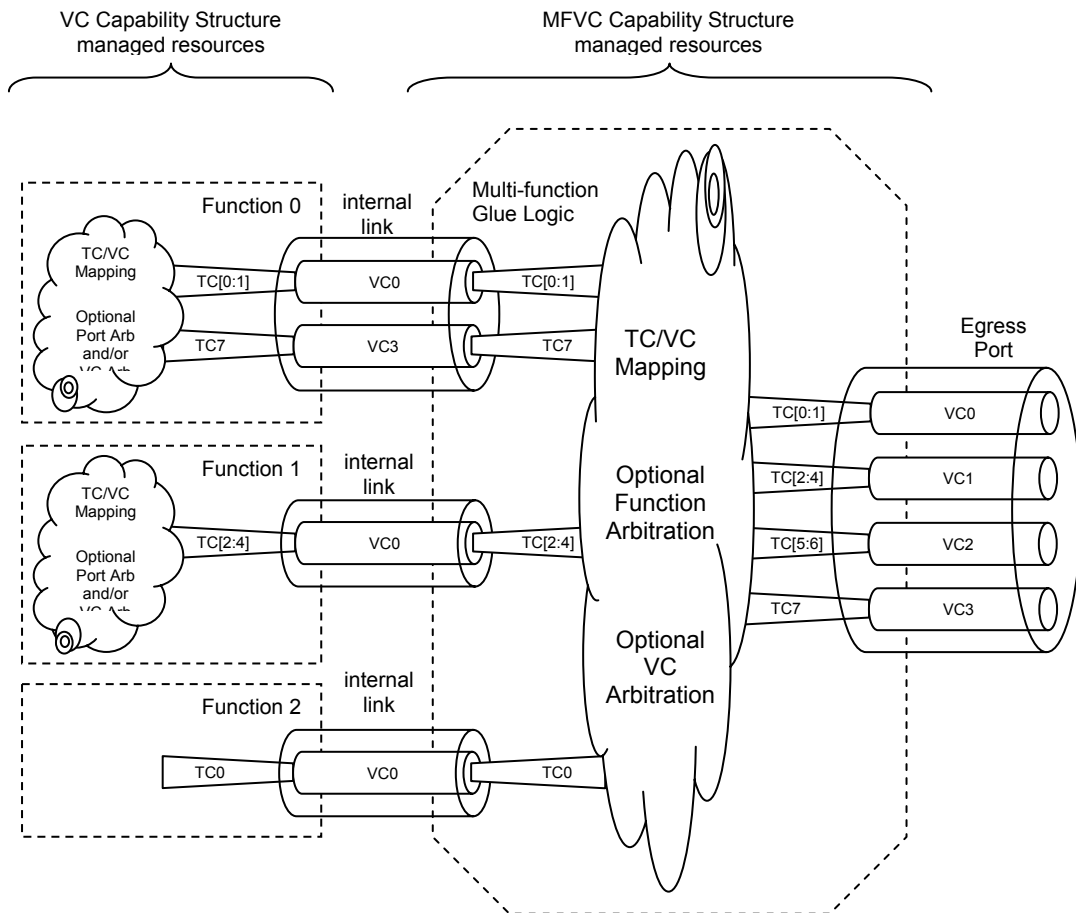 VC Capability Structure
managed resources
MFVC Capability Structure
managed resources
Function 0
TC/VC
Mapping
Optional
Port Arb
and/or
VC Arb
TC[0:1]
TC7
internal
link
VC0
VC3
Multi-function
Glue Logic
TC[0:1]
TC7
Function 1
TC/VC
Mapping
Optional
Port Arb
and/or
VC Arb
TC[2:4]
internal
link
VC0
TC[2:4]
Function 2
TC0
internal
link
VC0
TC0
TC/VC
Mapping
Optional
Function
Arbitration
Optional
VC
Arbitration
Egress
Port
TC[0:1]
VC0
TC[2:4]
VC1
TC[5:6]
VC2
TC7
VC3